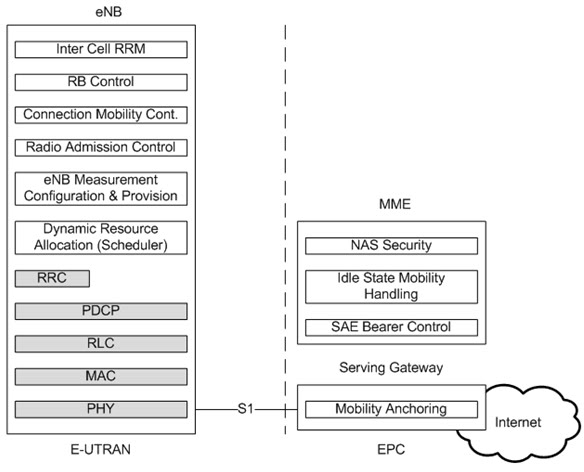 eNB
Inter Cell RRM
RB Control
Connection Mobility Cont.
Radio Admission Control
eNB Measurement
Configuration & Provision
Dynamic Resource
Allocation (Scheduler)
RRC
PDCP
RLC
MAC
PHY
E-UTRAN
S1
MME
NAS Security
Idle State Mobility
Handling
SAE Bearer Control
Serving Gateway
Mobility Anchoring
EPC
Internet